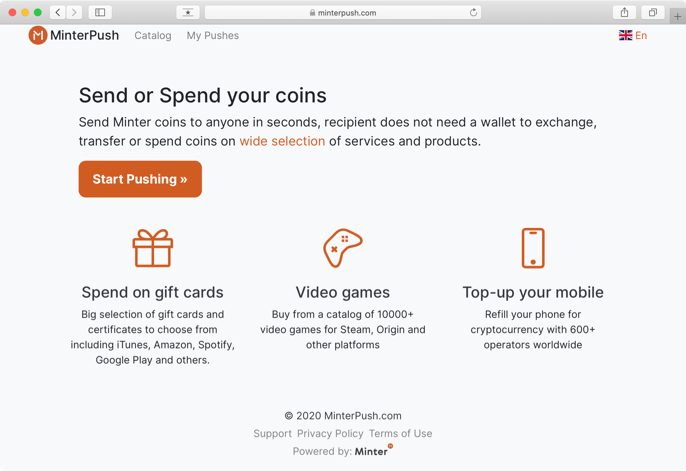 minterpush.com
MinterPush Catalog My Pushes En
Send or Spend your coins
Send Minter coins to anyone in seconds, recipient does not need a wallet to exchange,
transfer or spend coins on wide selection of services and products.
Start Pushing »
Spend on gift cards
Big selection of gift cards and
certificates to choose from
including iTunes, Amazon, Spotify,
Google Play and others.
Video games
Buy from a catalog of 10000+
video games for Steam, Origin and
other platforms
Top-up your mobile
Refill your phone for
cryptocurrency with 600+
operators worldwide
© 2020 MinterPush.com
Support Privacy Policy Terms of Use
Powered by: Minter